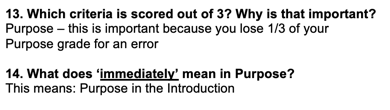 13. Which criteria is scored out of 3? Why is that important?
Purpose – this is important because you lose 1/3 of your
Purpose grade for an error
14. What does ‘immediately’ mean in Purpose?
This means: Purpose in the Introduction